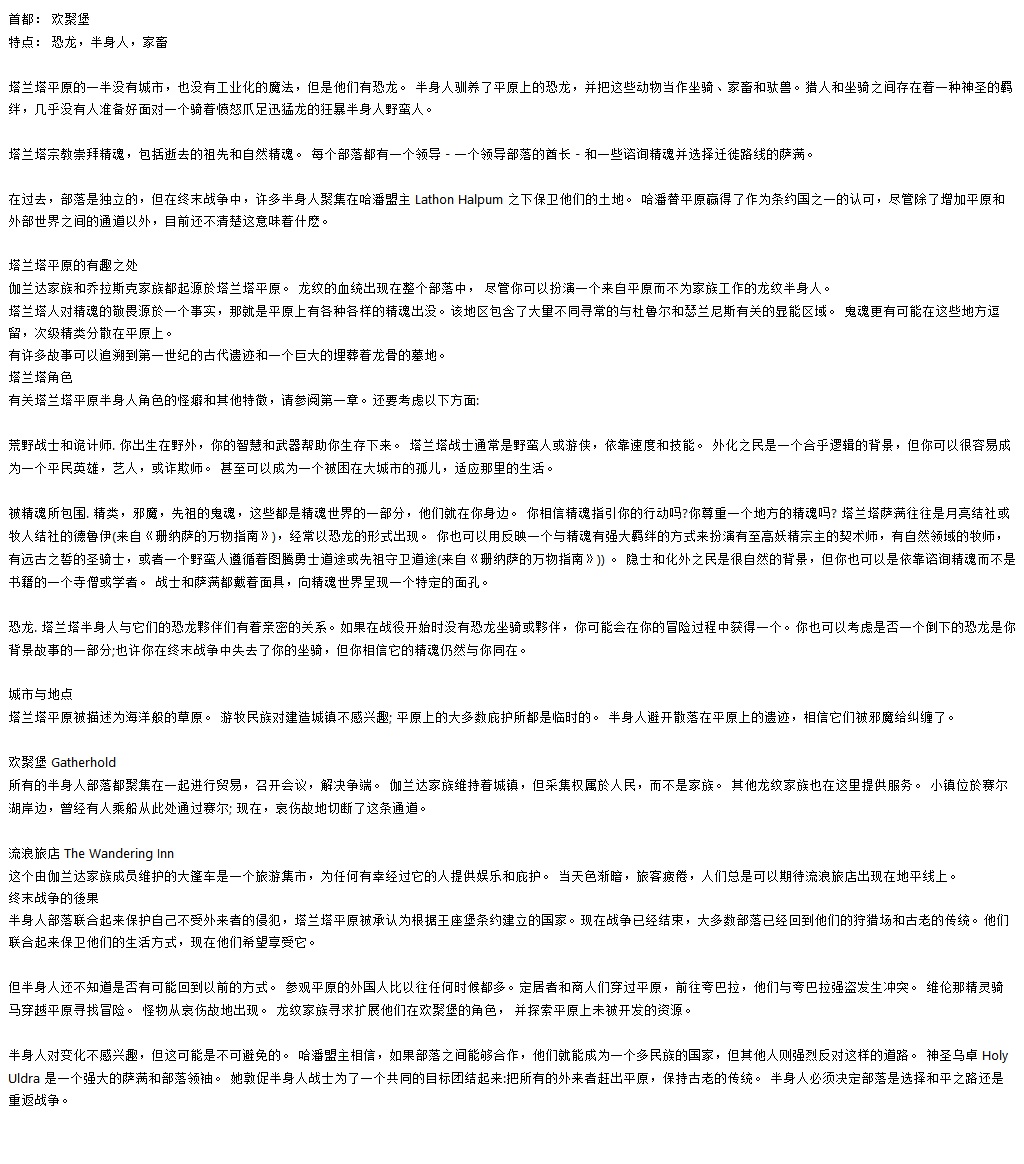 首都： 欢聚堡
特点： 恐龙，半身人，家畜
塔兰塔平原的一半没有城市，也没有工业化的魔法，但是他们有恐龙。 半身人驯养了平原上的恐龙，并把这些动物当作坐骑、家畜和驮兽。猎人和坐骑之间存在着一种神圣的羁
绊，几乎没有人准备好面对一个骑着愤怒爪足迅猛龙的狂暴半身人野蛮人。
塔兰塔宗教崇拜精魂，包括逝去的祖先和自然精魂。 每个部落都有一个领导 - 一个领导部落的酋长 - 和一些谘询精魂并选择迁徙路线的萨满。
在过去，部落是独立的，但在终末战争中，许多半身人聚集在哈潘盟主 Lathon Halpum 之下保卫他们的土地。 哈潘替平原赢得了作为条约国之一的认可，尽管除了增加平原和
外部世界之间的通道以外，目前还不清楚这意味着什麽。
塔兰塔平原的有趣之处
伽兰达家族和乔拉斯克家族都起源於塔兰塔平原。 龙纹的血统出现在整个部落中， 尽管你可以扮演一个来自平原而不为家族工作的龙纹半身人。
塔兰塔人对精魂的敬畏源於一个事实，那就是平原上有各种各样的精魂出没。该地区包含了大量不同寻常的与杜鲁尔和瑟兰尼斯有关的显能区域。 鬼魂更有可能在这些地方逗
留，次级精类分散在平原上。
有许多故事可以追溯到第一世纪的古代遗迹和一个巨大的埋葬着龙骨的墓地。
塔兰塔角色
有关塔兰塔平原半身人角色的怪癖和其他特徵，请参阅第一章。还要考虑以下方面:
荒野战士和诡计师. 你出生在野外，你的智慧和武器帮助你生存下来。 塔兰塔战士通常是野蛮人或游侠，依靠速度和技能。 外化之民是一个合乎逻辑的背景，但你可以很容易成
为一个平民英雄，艺人，或诈欺师。 甚至可以成为一个被困在大城市的孤儿，适应那里的生活。
被精魂所包围. 精类，邪魔，先祖的鬼魂，这些都是精魂世界的一部分，他们就在你身边。 你相信精魂指引你的行动吗?你尊重一个地方的精魂吗? 塔兰塔萨满往往是月亮结社或
牧人结社的德鲁伊(来自《珊纳萨的万物指南》)，经常以恐龙的形式出现。 你也可以用反映一个与精魂有强大羁绊的方式来扮演有至高妖精宗主的契术师，有自然领域的牧师，
有远古之誓的圣骑士，或者一个野蛮人遵循着图腾勇士道途或先祖守卫道途(来自《珊纳萨的万物指南》)) 。 隐士和化外之民是很自然的背景，但你也可以是依靠谘询精魂而不是
书籍的一个寺僧或学者。 战士和萨满都戴着面具，向精魂世界呈现一个特定的面孔。
恐龙. 塔兰塔半身人与它们的恐龙夥伴们有着亲密的关系。如果在战役开始时没有恐龙坐骑或夥伴，你可能会在你的冒险过程中获得一个。你也可以考虑是否一个倒下的恐龙是你
背景故事的一部分;也许你在终末战争中失去了你的坐骑，但你相信它的精魂仍然与你同在。
城市与地点
塔兰塔平原被描述为海洋般的草原。 游牧民族对建造城镇不感兴趣; 平原上的大多数庇护所都是临时的。 半身人避开散落在平原上的遗迹，相信它们被邪魔给纠缠了。
欢聚堡 Gatherhold
所有的半身人部落都聚集在一起进行贸易，召开会议，解决争端。 伽兰达家族维持着城镇，但采集权属於人民，而不是家族。 其他龙纹家族也在这里提供服务。 小镇位於赛尔
湖岸边，曾经有人乘船从此处通过赛尔; 现在，哀伤故地切断了这条通道。
流浪旅店 The Wandering Inn
这个由伽兰达家族成员维护的大篷车是一个旅游集市，为任何有幸经过它的人提供娱乐和庇护。 当天色渐暗，旅客疲倦，人们总是可以期待流浪旅店出现在地平线上。
终末战争的後果
半身人部落联合起来保护自己不受外来者的侵犯，塔兰塔平原被承认为根据王座堡条约建立的国家。现在战争已经结束，大多数部落已经回到他们的狩猎场和古老的传统。他们
联合起来保卫他们的生活方式，现在他们希望享受它。
但半身人还不知道是否有可能回到以前的方式。 参观平原的外国人比以往任何时候都多。定居者和商人们穿过平原，前往夸巴拉，他们与夸巴拉强盗发生冲突。 维伦那精灵骑
马穿越平原寻找冒险。 怪物从哀伤故地出现。 龙纹家族寻求扩展他们在欢聚堡的角色， 并探索平原上未被开发的资源。
半身人对变化不感兴趣，但这可能是不可避免的。 哈潘盟主相信，如果部落之间能够合作，他们就能成为一个多民族的国家，但其他人则强烈反对这样的道路。 神圣乌卓 Holy
Uldra 是一个强大的萨满和部落领袖。 她敦促半身人战士为了一个共同的目标团结起来:把所有的外来者赶出平原，保持古老的传统。 半身人必须决定部落是选择和平之路还是
重返战争。